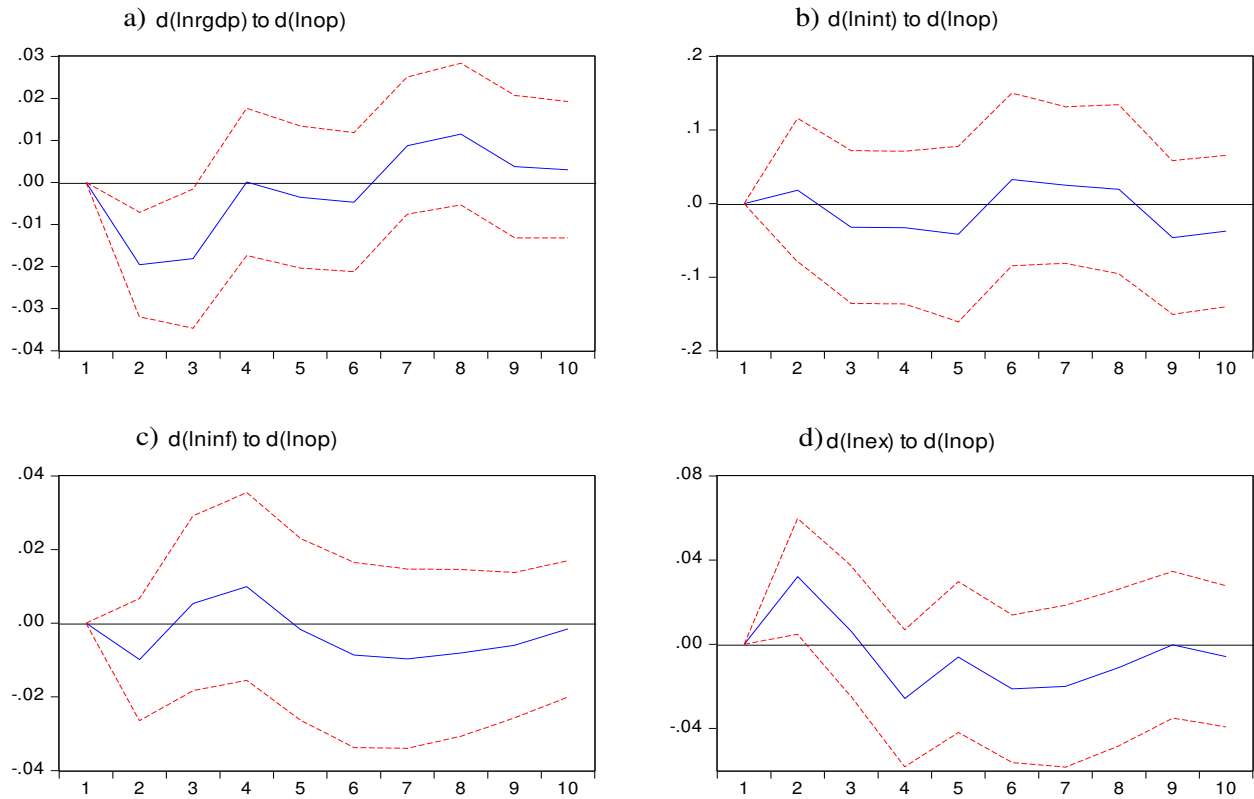 a) d(lnrgdp) to d(lnop)
.03
.02
.01
.00
-.01
-.02
-.03
-.04
1 2 3 4 5 6 7 8 9 10
b) d(lnint) to d(lnop)
.2
.1
.0
-.1
-.2
1 2 3 4 5 6 7 8 9 10
c) d(lninf) to d(lnop)
.04
.02
.00
-.02
-.04
1 2 3 4 5 6 7 8 9 10
d) d(lnex) to d(lnop)
.08
.04
.00
-.04
1 2 3 4 5 6 7 8 9 10